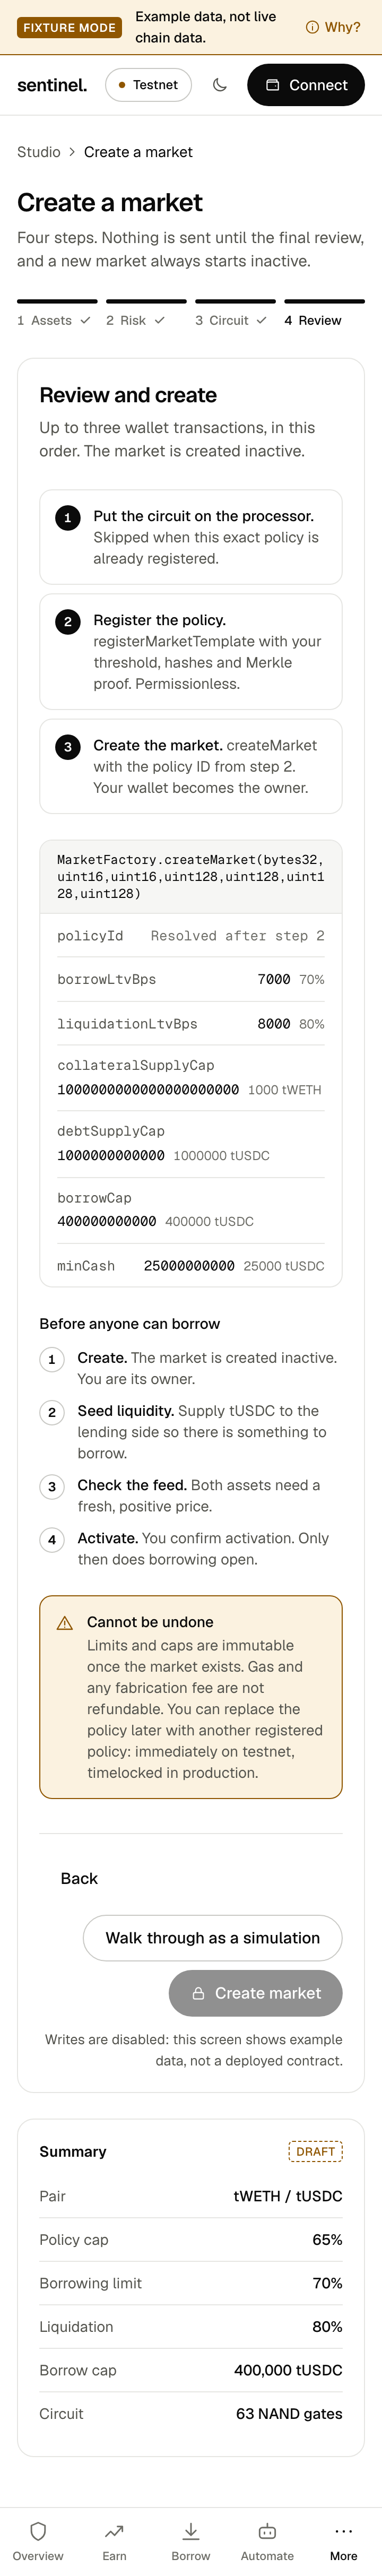 FIXTURE MODE
Example data, not live
chain data.
Why?
sentinel.
Testnet
Connect
Studio > Create a market
Create a market
Four steps. Nothing is sent until the final review,
and a new market always starts inactive.
1 Assets ✓
2 Risk ✓
3 Circuit ✓
4 Review
Review and create
Up to three wallet transactions, in this
order. The market is created inactive.
1 Put the circuit on the processor.
Skipped when this exact policy is
already registered.
2 Register the policy.
registerMarketTemplate with your
threshold, hashes and Merkle
proof. Permissionless.
3 Create the market. createMarket
with the policy ID from step 2.
Your wallet becomes the owner.
MarketFactory.createMarket(bytes32,
uint16,uint16,uint128,uint128,uint1
28,uint128)
policyId Resolved after step 2
borrowLtvBps 7000 70%
liquidationLtvBps 8000 80%
collateralSupplyCap
1000000000000000000000 1000 tWETH
debtSupplyCap
1000000000000 1000000 tUSDC
borrowCap
400000000000 400000 tUSDC
minCash 25000000000 25000 tUSDC
Before anyone can borrow
1 Create. The market is created inactive.
You are its owner.
2 Seed liquidity. Supply tUSDC to the
lending side so there is something to
borrow.
3 Check the feed. Both assets need a
fresh, positive price.
4 Activate. You confirm activation. Only
then does borrowing open.
Cannot be undone
Limits and caps are immutable
once the market exists. Gas and
any fabrication fee are not
refundable. You can replace the
policy later with another registered
policy: immediately on testnet,
timelocked in production.
Back
Walk through as a simulation
Create market
Writes are disabled: this screen shows example
data, not a deployed contract.
Summary
DRAFT
Pair tWETH / tUSDC
Policy cap 65%
Borrowing limit 70%
Liquidation 80%
Borrow cap 400,000 tUSDC
Circuit 63 NAND gates
Overview
Earn
Borrow
Automate
More